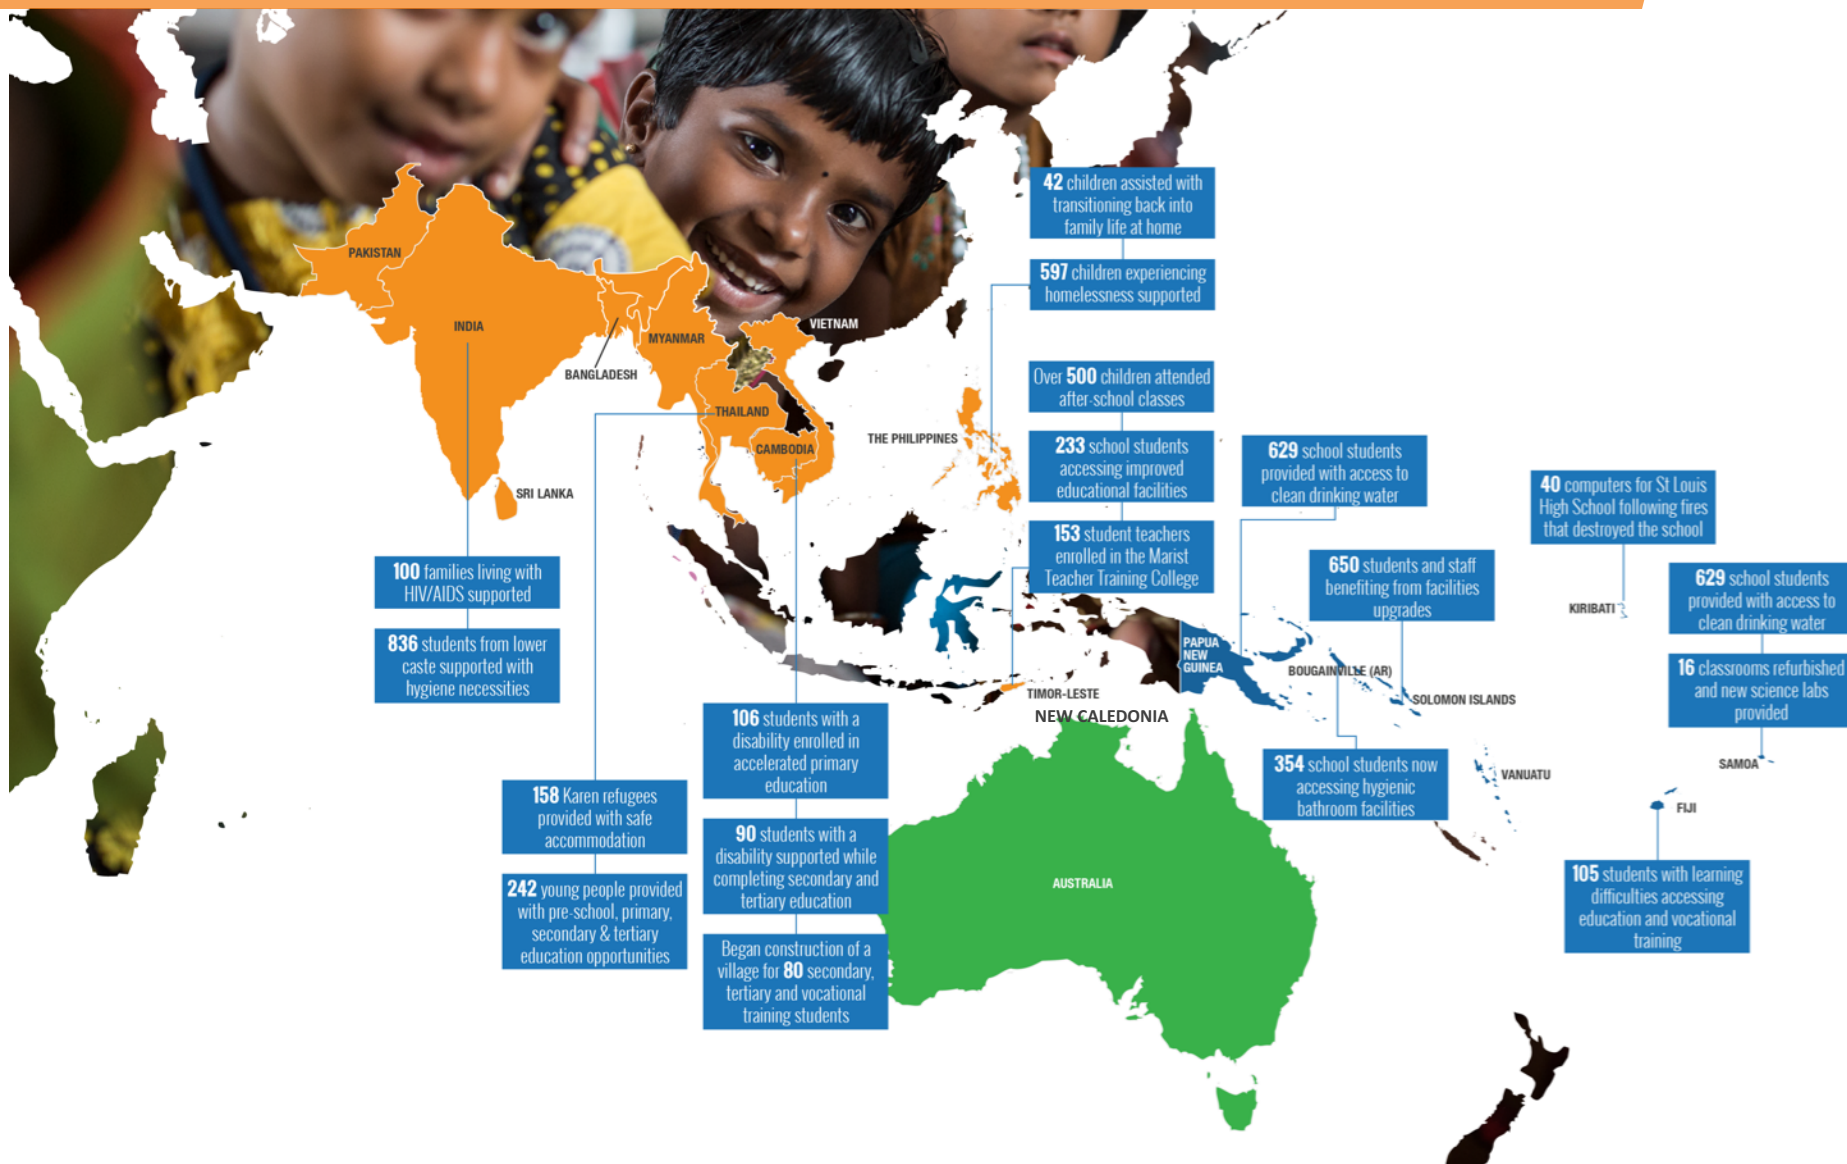 42 children assisted with
transitioning back into
family life at home
597 children experiencing
homelessness supported
PAKISTAN
INDIA
BANGLADESH
MYANMAR
VIETNAM
THAILAND
CAMBODIA
SRI LANKA
THE PHILIPPINES
Over 500 children attended
after-school classes
233 school students
accessing improved
educational facilities
153 student teachers
enrolled in the Marist
Teacher Training College
629 school students
provided with access to
clean drinking water
40 computers for St Louis
High School following fires
that destroyed the school
650 students and staff
benefiting from facilities
upgrades
629 school students
provided with access to
clean drinking water
16 classrooms refurbished
and new science labs
provided
100 families living with
HIV/AIDS supported
836 students from lower
caste supported with
hygiene necessities
KIRIBATI
PAPUA
NEW
GUINEA
BOUGAINVILLE (AR)
SOLOMON ISLANDS
TIMOR-LESTE
NEW CALEDONIA
106 students with a
disability enrolled in
accelerated primary
education
354 school students now
accessing hygienic
bathroom facilities
VANUATU
SAMOA
FIJI
158 Karen refugees
provided with safe
accommodation
90 students with a
disability supported while
completing secondary and
tertiary education
242 young people provided
with pre-school, primary,
secondary & tertiary
education opportunities
AUSTRALIA
105 students with learning
difficulties accessing
education and vocational
training
Began construction of a
village for 80 secondary,
tertiary and vocational
training students